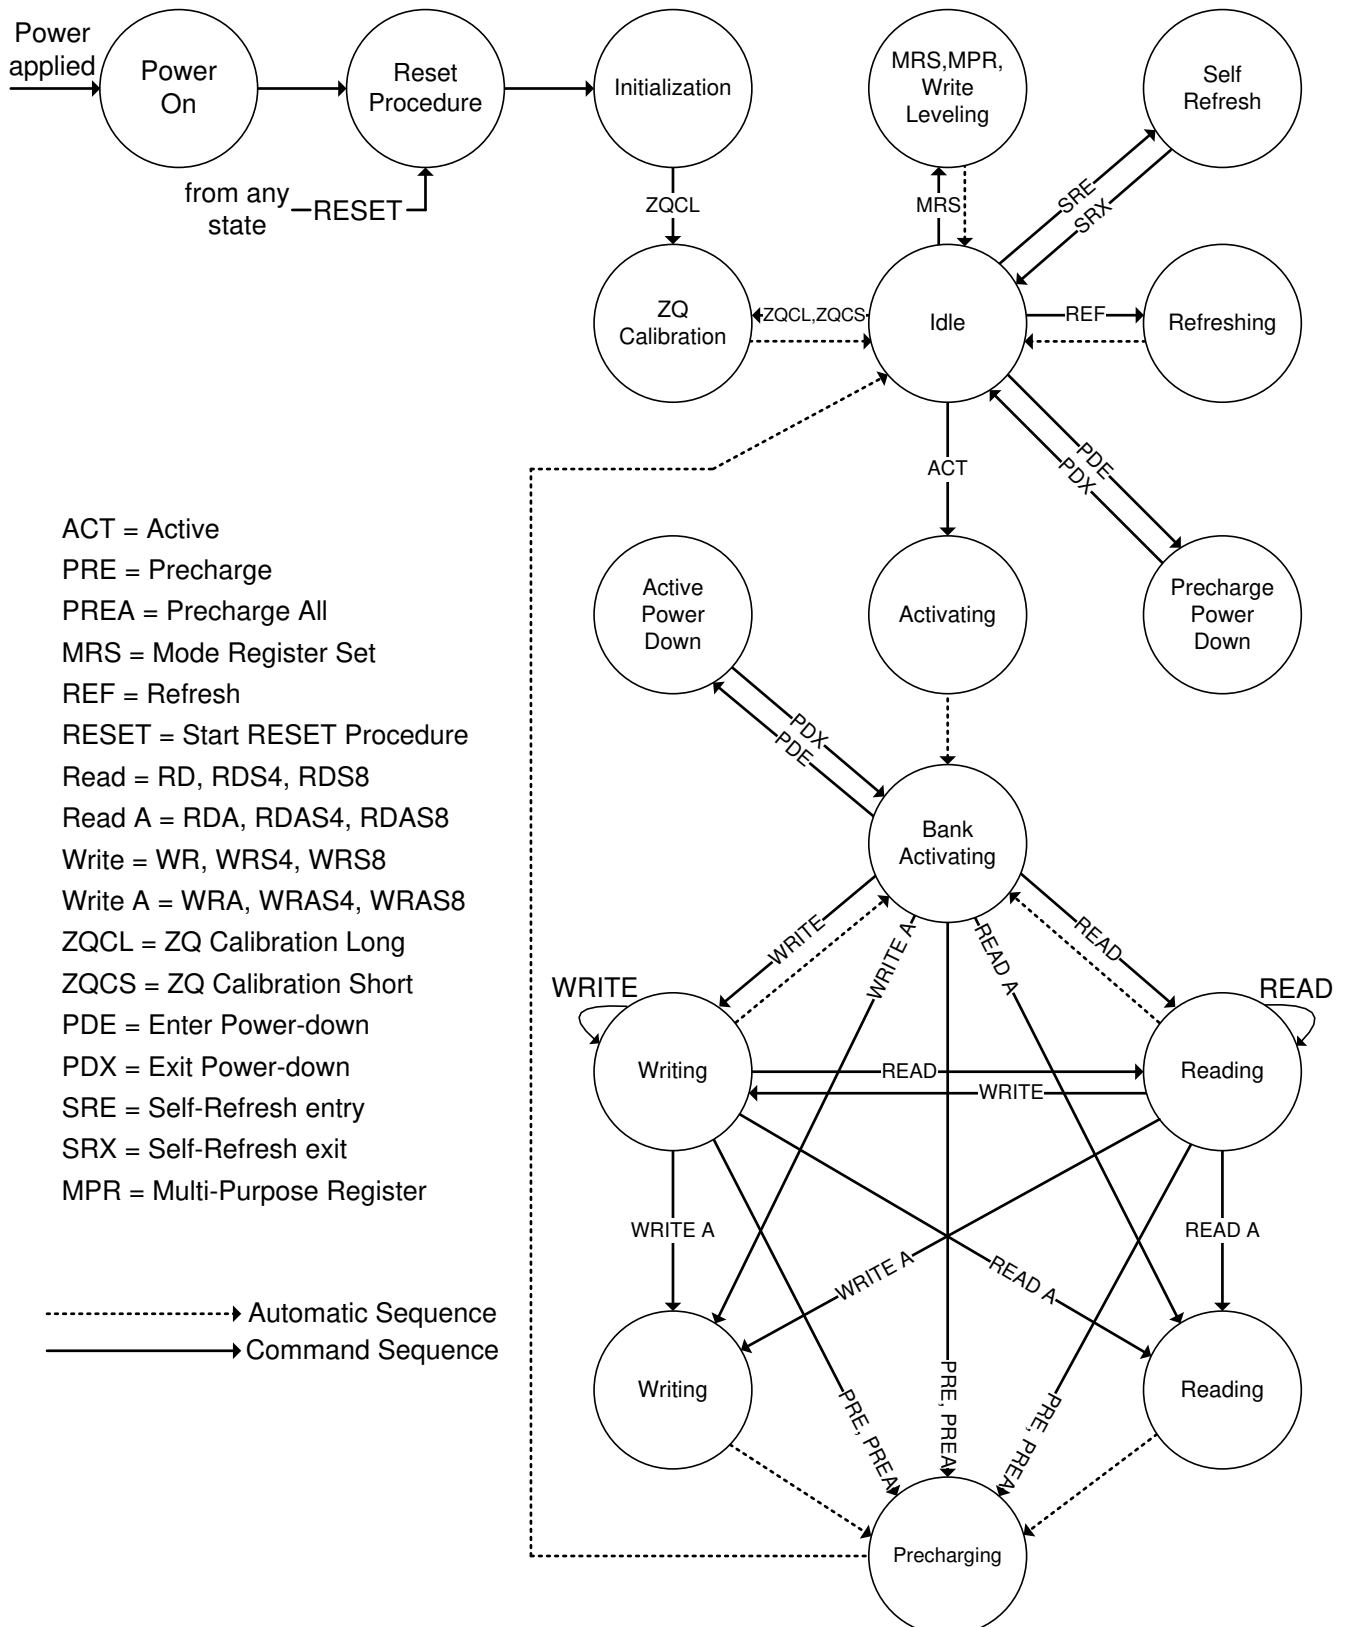 Power
applied
Power
On
Reset
Procedure
Initialization
MRS,MPR,
Write
Leveling
Self
Refresh
from any
state
RESET
ZQCL
MRS
SRE
SRX
ZQ
Calibration
ZQCL,ZQCS
Idle
REF
Refreshing
ACT
PDE
PDX
ACT = Active
PRE = Precharge
PREA = Precharge All
MRS = Mode Register Set
REF = Refresh
RESET = Start RESET Procedure
Read = RD, RDS4, RDS8
Read A = RDA, RDAS4, RDAS8
Write = WR, WRS4, WRS8
Write A = WRA, WRAS4, WRAS8
ZQCL = ZQ Calibration Long
ZQCS = ZQ Calibration Short
PDE = Enter Power-down
PDX = Exit Power-down
SRE = Self-Refresh entry
SRX = Self-Refresh exit
MPR = Multi-Purpose Register
Automatic Sequence
Command Sequence
Active
Power
Down
Activating
Precharge
Power
Down
PDX
PDE
Bank
Activating
WRITE
WRITE A
READ A
READ
WRITE
READ
Writing
READ
WRITE
Reading
WRITE A
READ A
WRITE A
READ A
Writing
PRE, PREA
PRE, PREA
PRE, PREA
Reading
Precharging